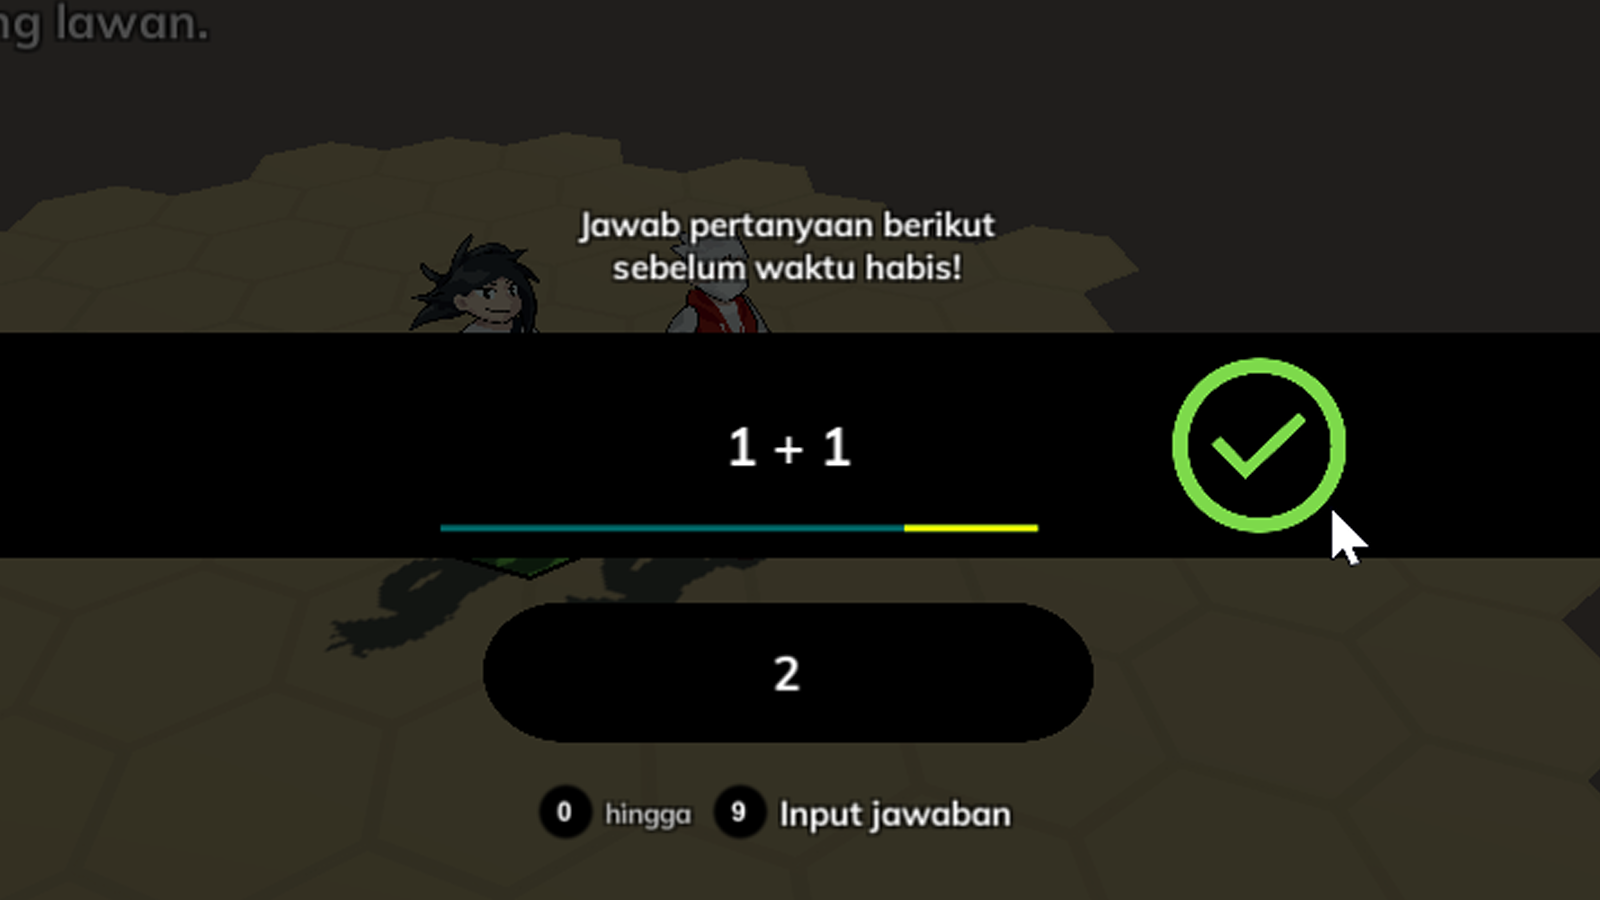 ng lawan.
Jawab pertanyaan berikut
sebelum waktu habis!
1 + 1
2
0 hingga 9 Input jawaban